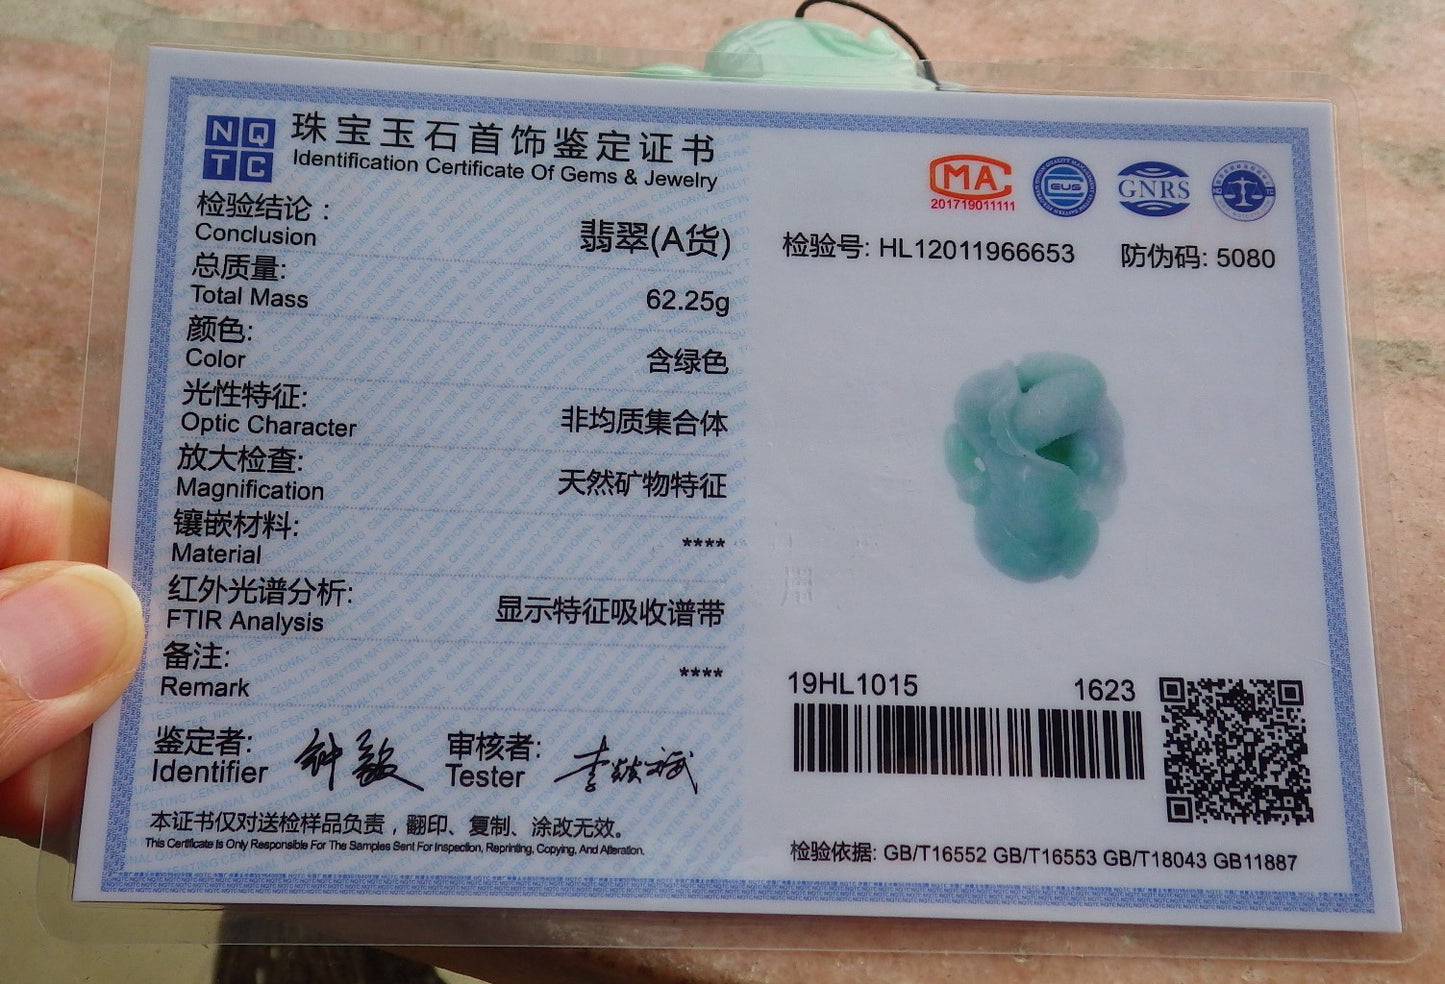 NQ
TC
珠宝玉石首饰鉴定证书
Identification Certificate Of Gems & Jewelry
检验结论：
Conclusion
翡翠(A货)
总质量:
Total Mass
62.25g
颜色:
Color
含绿色
光性特征:
Optic Character
非均质集合体
放大检查:
Magnification
天然矿物特征
镶嵌材料:
Material
****
红外光谱分析:
FTIR Analysis
显示特征吸收谱带
备注:
Remark
****
鉴定者:
Identifier
审核者:
Tester
本证书仅对送检样品负责，翻印、复制、涂改无效。
This Certificate Is Only Responsible For The Samples Sent For Inspection, Reprinting, Copying, And Alteration.
MA
201719011111
GNRS
检验号: HL12011966653 防伪码: 5080
用
19HL1015 1623
检验依据: GB/T16552 GB/T16553 GB/T18043 GB11887